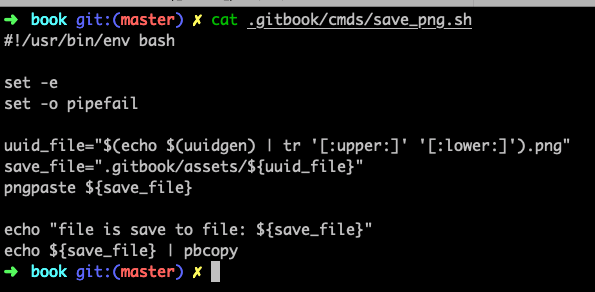 ➜ book git:(master) ✗ cat .gitbook/cmds/save_png.sh
#!/usr/bin/env bash
set -e
set -o pipefail
uuid_file="$(echo $(uuidgen) | tr '[:upper:]' '[:lower:]').png"
save_file=".gitbook/assets/${uuid_file}"
pngpaste ${save_file}
echo "file is save to file: ${save_file}"
echo ${save_file} | pbcopy
➜ book git:(master) ✗